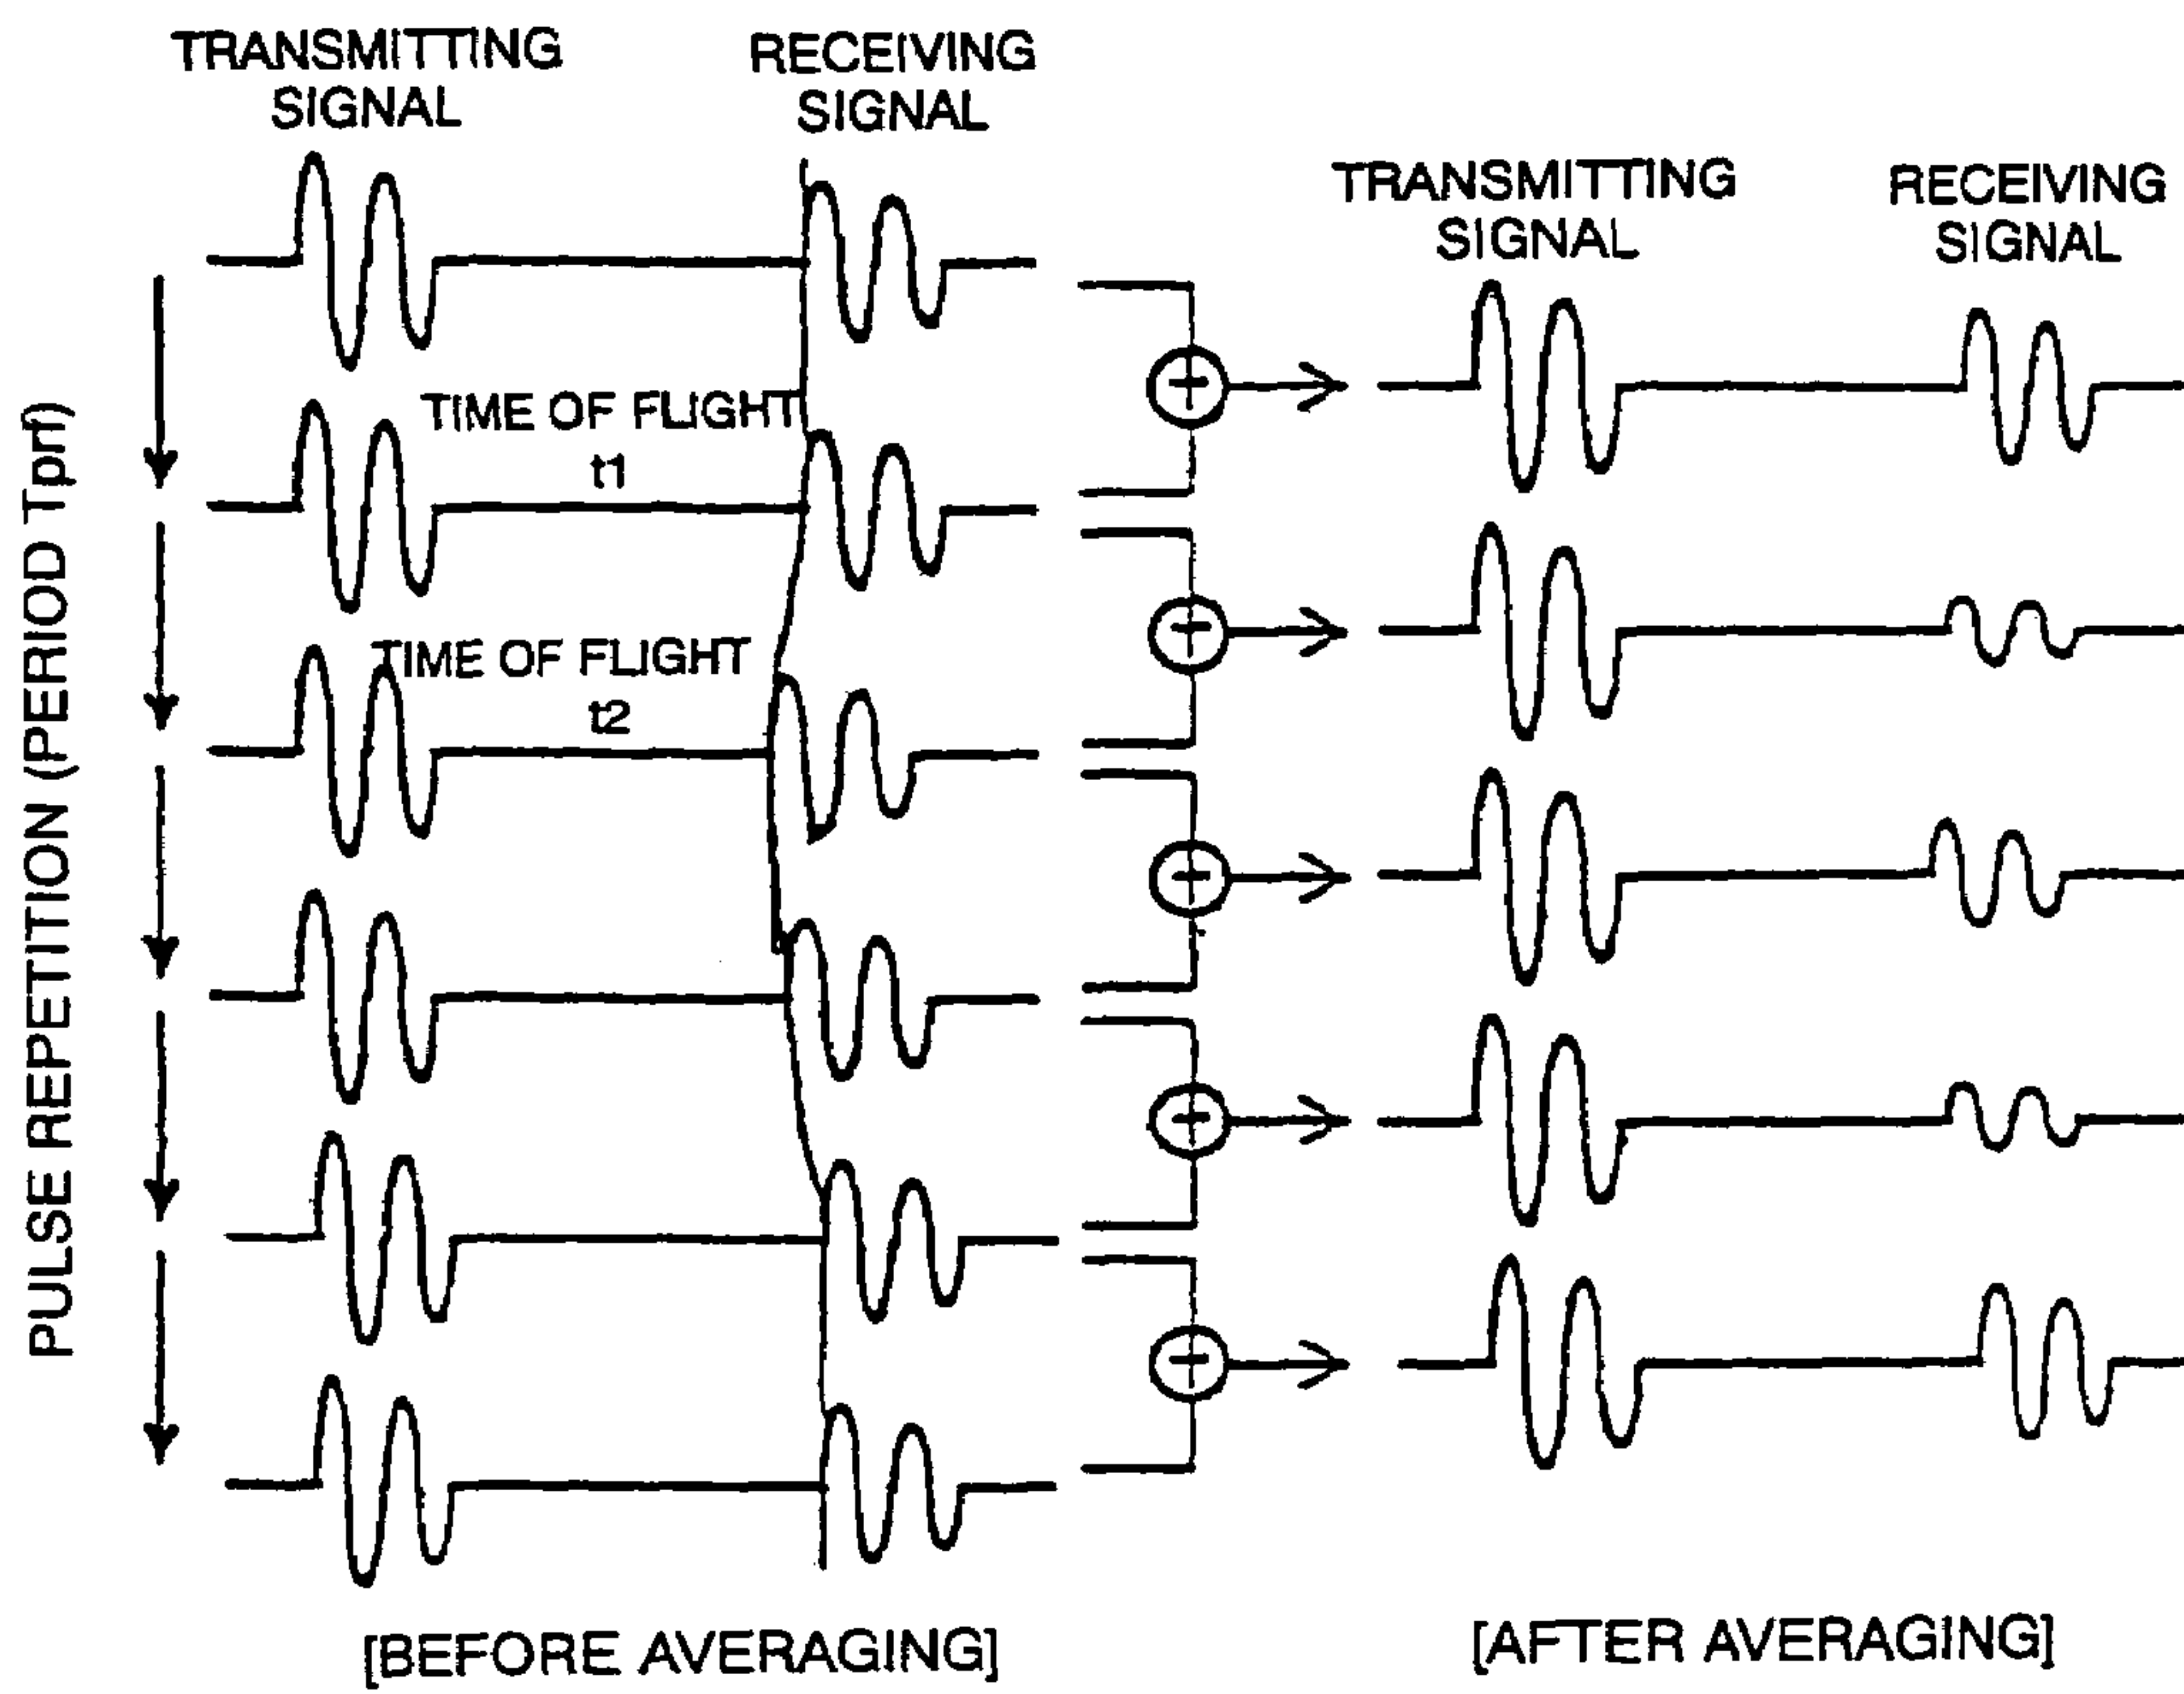 TRANSMITTING
SIGNAL
RECEIVING
SIGNAL
TRANSMITTING
SIGNAL
RECEIVING
SIGNAL
PULSE REPETITION (PERIOD Tprf)
TIME OF FLIGHT
t1
TIME OF FLIGHT
t2
[BEFORE AVERAGING]
[AFTER AVERAGING]